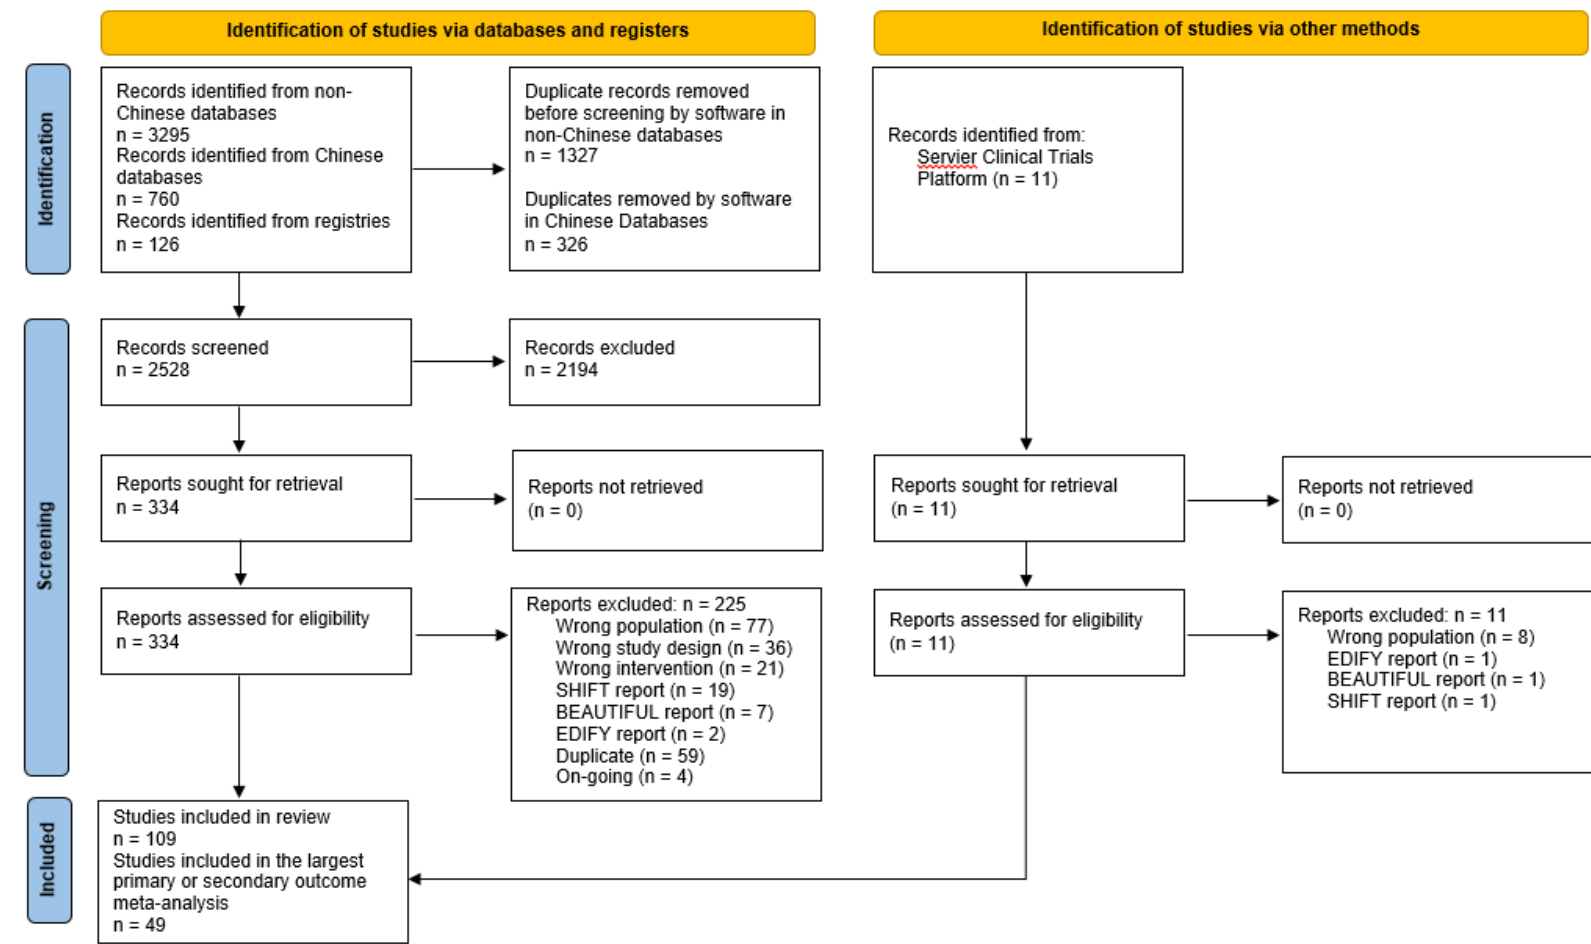 Identification of studies via databases and registers
Identification of studies via other methods
Identification
Records identified from non-
Chinese databases
n = 3295
Records identified from Chinese
databases
n = 760
Records identified from registries
n = 126
Duplicate records removed
before screening by software in
non-Chinese databases
n = 1327
Duplicates removed by software
in Chinese Databases
n = 326
Records identified from:
Servier Clinical Trials
Platform (n = 11)
Screening
Records screened
n = 2528
Records excluded
n = 2194
Reports sought for retrieval
n = 334
Reports not retrieved
(n = 0)
Reports sought for retrieval
(n = 11)
Reports not retrieved
(n = 0)
Reports assessed for eligibility
n = 334
Reports excluded: n = 225
Wrong population (n = 77)
Wrong study design (n = 36)
Wrong intervention (n = 21)
SHIFT report (n = 19)
BEAUTIFUL report (n = 7)
EDIFY report (n = 2)
Duplicate (n = 59)
On-going (n = 4)
Reports assessed for eligibility
(n = 11)
Reports excluded: n = 11
Wrong population (n = 8)
EDIFY report (n = 1)
BEAUTIFUL report (n = 1)
SHIFT report (n = 1)
Included
Studies included in review
n = 109
Studies included in the largest
primary or secondary outcome
meta-analysis
n = 49